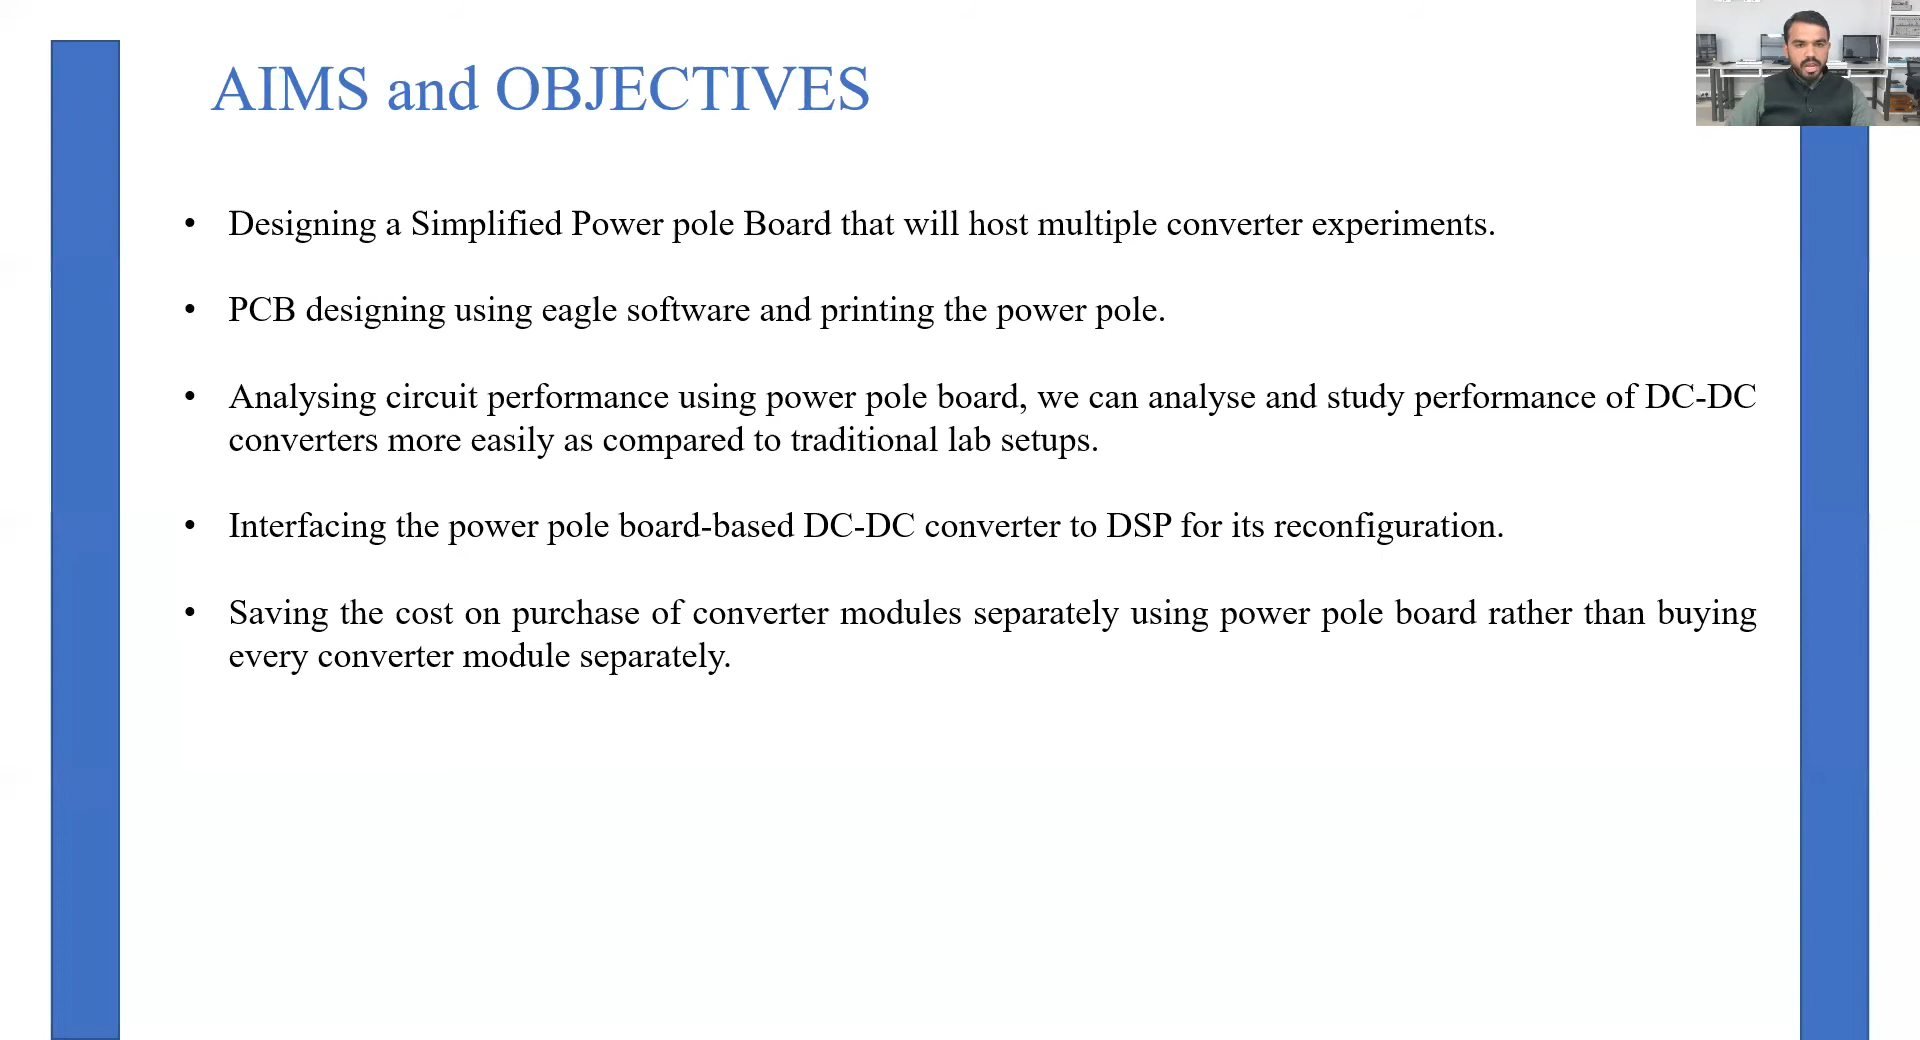 AIMS and OBJECTIVES
• Designing a Simplified Power pole Board that will host multiple converter experiments.
• PCB designing using eagle software and printing the power pole.
• Analysing circuit performance using power pole board, we can analyse and study performance of DC-DC
converters more easily as compared to traditional lab setups.
• Interfacing the power pole board-based DC-DC converter to DSP for its reconfiguration.
• Saving the cost on purchase of converter modules separately using power pole board rather than buying
every converter module separately.